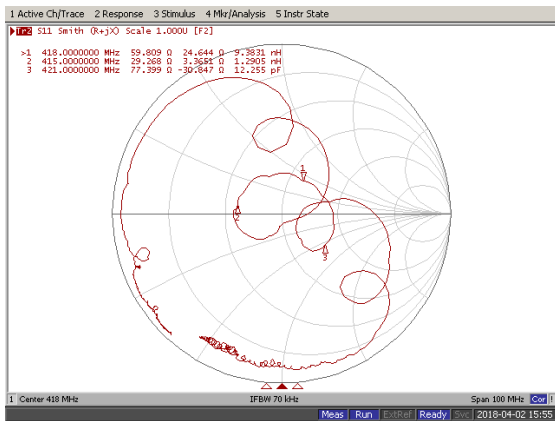 1 Active Ch/Trace 2 Response 3 Stimulus 4 Mkr/Analysis 5 Instr State
Tr2 S11 Smith (R+jX) Scale 1.000U [F2]
>1 418.0000000 MHz 59.809 Ω 24.644 Ω 9.3831 nH
2 415.0000000 MHz 29.268 Ω 3.3651 Ω 1.2905 nH
3 421.0000000 MHz 77.399 Ω -30.847 Ω 12.255 pF
1
2
3
1 Center 418 MHz IFBW 70 kHz Span 100 MHz Cor !
Meas Run ExtRef Ready Svc 2018-04-02 15:55